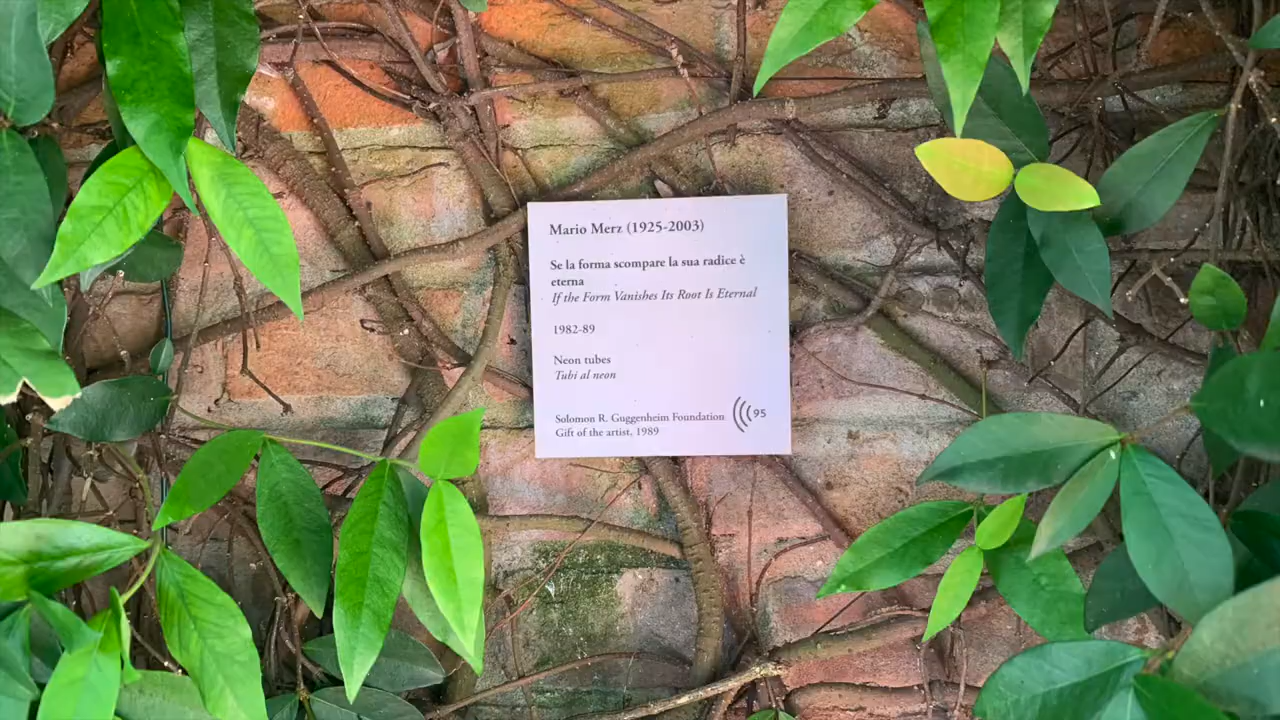 Mario Merz (1925-2003)
Se la forma scompare la sua radice è
eterna
If the Form Vanishes Its Root Is Eternal
1982-89
Neon tubes
Tubi al neon
Solomon R. Guggenheim Foundation
Gift of the artist, 1989
95